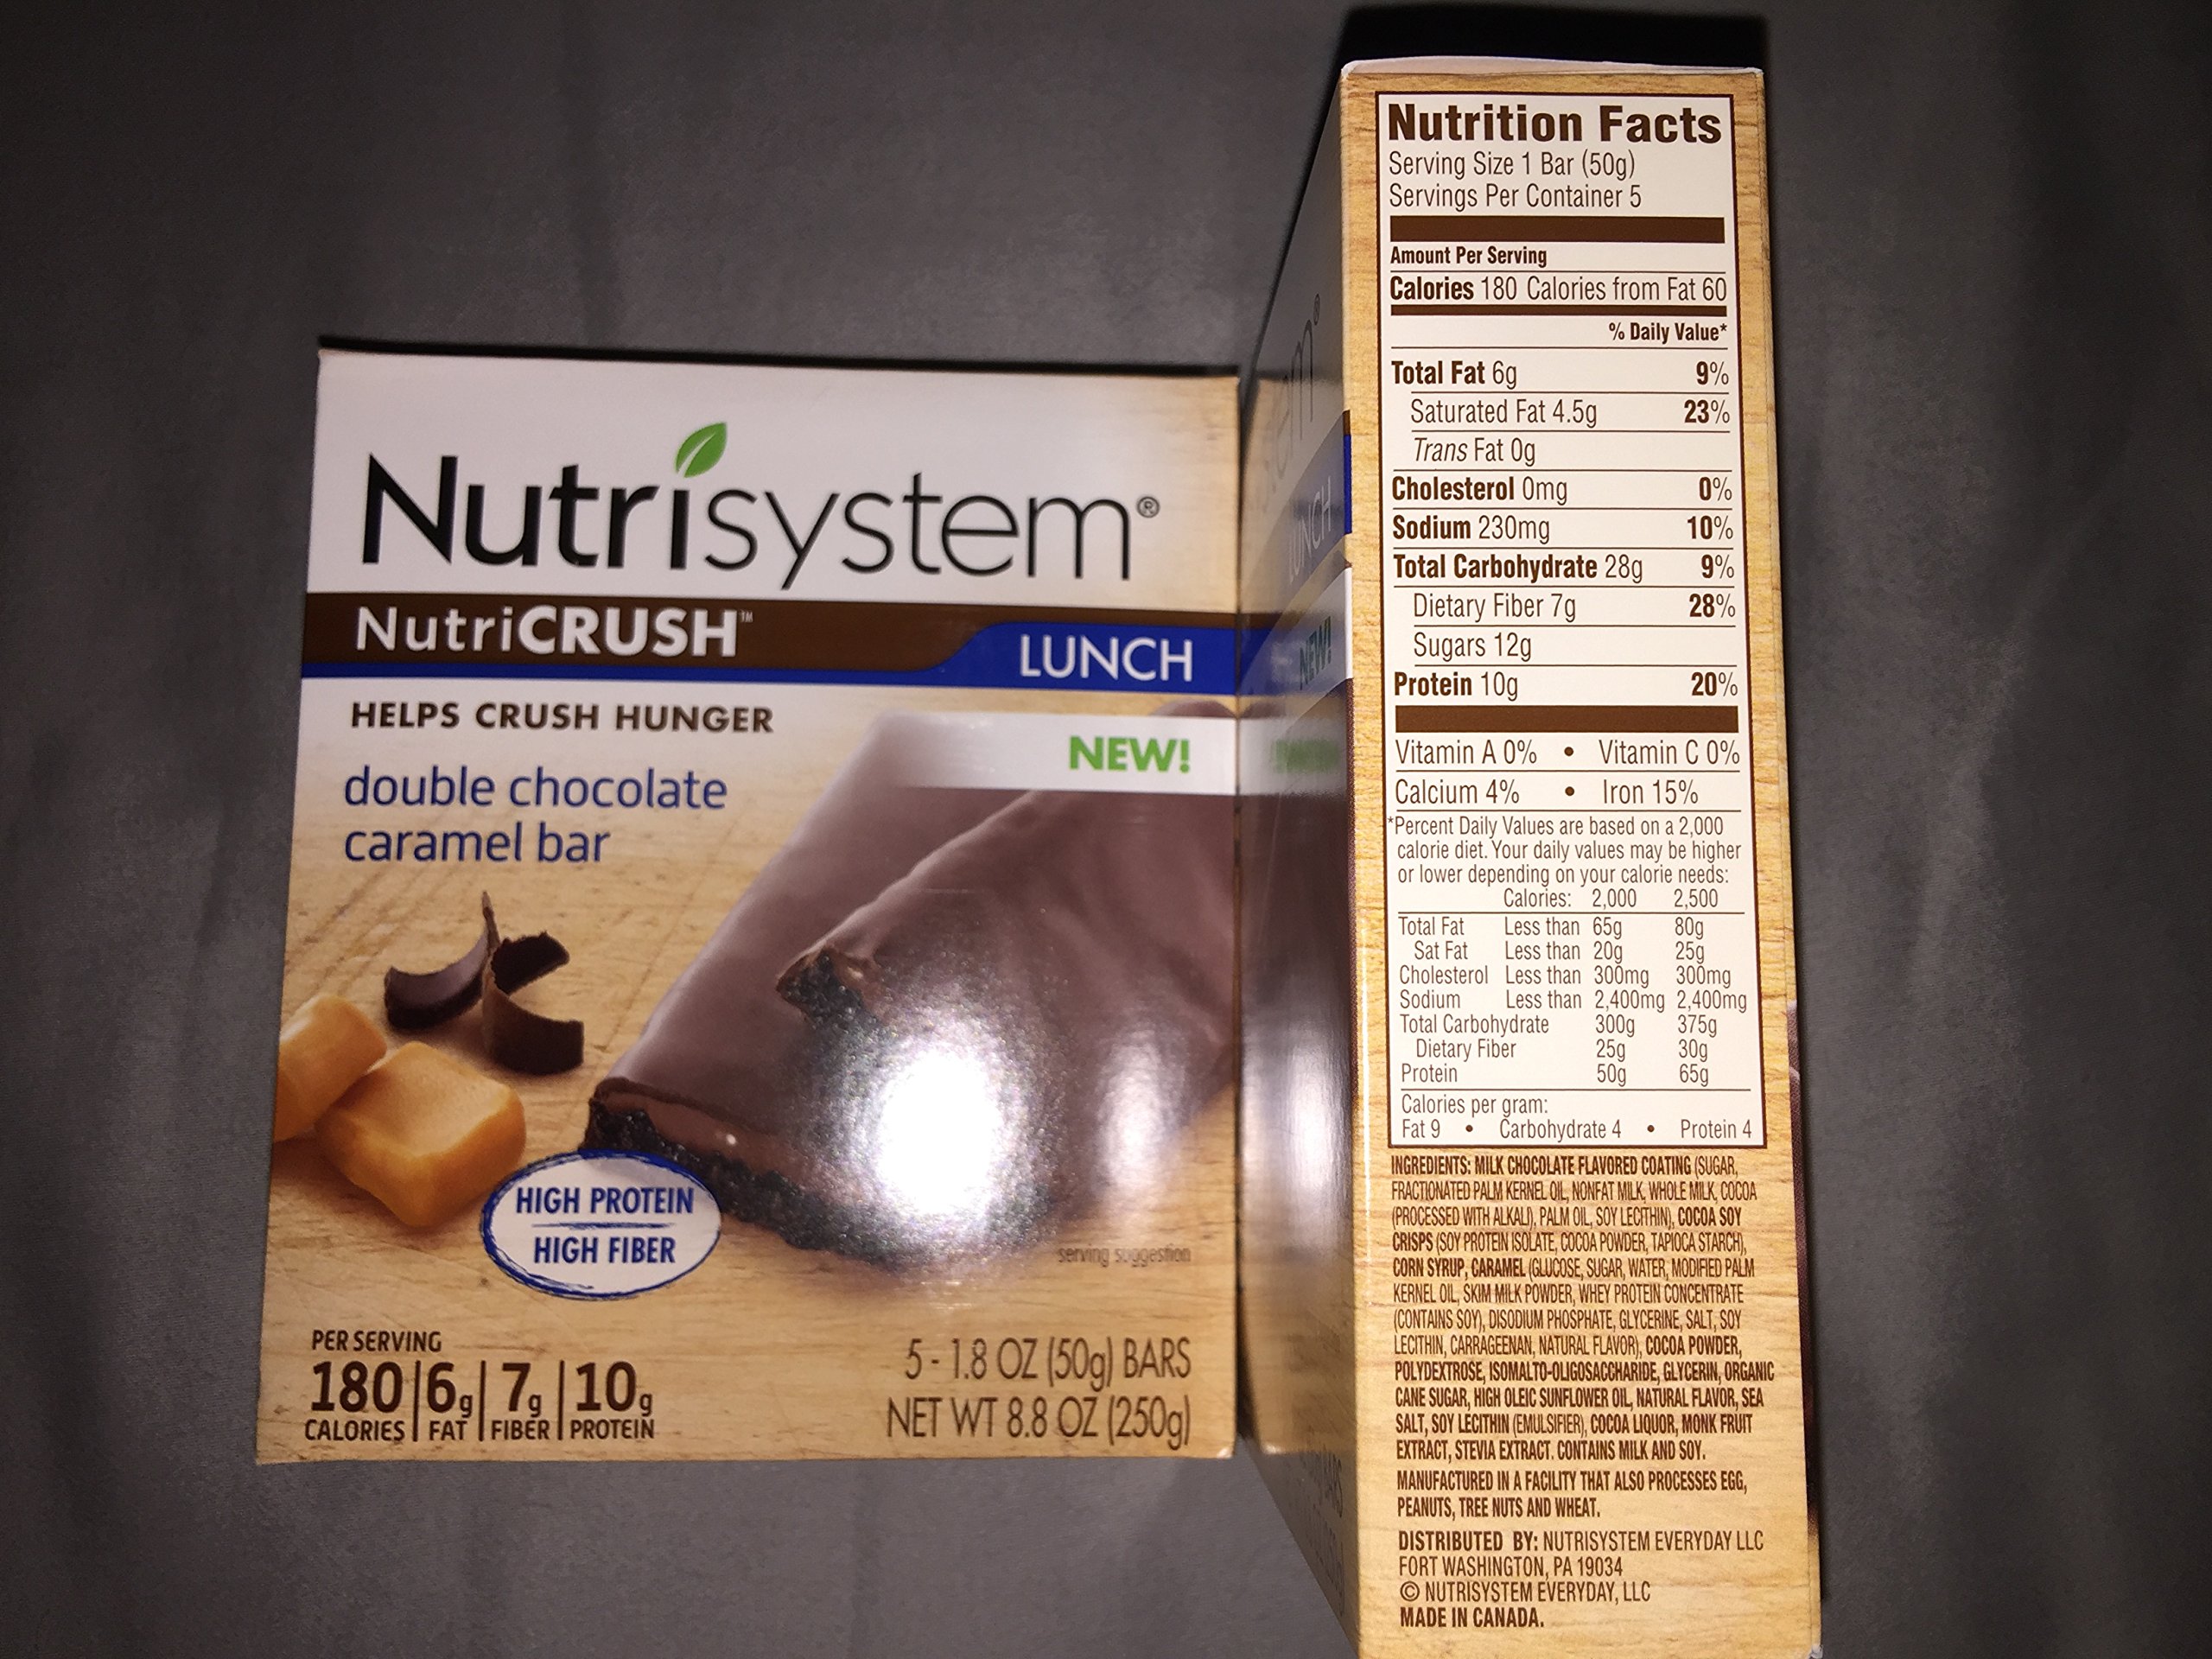 Nutrisystem®
NutriCRUSH™
LUNCH
HELPS CRUSH HUNGER
NEW!
double chocolate
caramel bar
HIGH PROTEIN
HIGH FIBER
serving suggestion
PER SERVING
180 | 6g | 7g | 10g
CALORIES | FAT | FIBER | PROTEIN
5 - 1.8 OZ (50g) BARS
NET WT 8.8 OZ (250g)
LUNCH
NEW!
Nutrition Facts
Serving Size 1 Bar (50g)
Servings Per Container 5
Amount Per Serving
Calories 180 Calories from Fat 60
% Daily Value*
Total Fat 6g 9%
Saturated Fat 4.5g 23%
Trans Fat 0g
Cholesterol 0mg 0%
Sodium 230mg 10%
Total Carbohydrate 28g 9%
Dietary Fiber 7g 28%
Sugars 12g
Protein 10g 20%
Vitamin A 0% • Vitamin C 0%
Calcium 4% • Iron 15%
*Percent Daily Values are based on a 2,000
calorie diet. Your daily values may be higher
or lower depending on your calorie needs:
Calories: 2,000 2,500
Total Fat Less than 65g 80g
Sat Fat Less than 20g 25g
Cholesterol Less than 300mg 300mg
Sodium Less than 2,400mg 2,400mg
Total Carbohydrate 300g 375g
Dietary Fiber 25g 30g
Protein 50g 65g
Calories per gram:
Fat 9 • Carbohydrate 4 • Protein 4
INGREDIENTS: MILK CHOCOLATE FLAVORED COATING (SUGAR,
FRACTIONATED PALM KERNEL OIL, NONFAT MILK, WHOLE MILK, COCOA
(PROCESSED WITH ALKALI), PALM OIL, SOY LECITHIN), COCOA SOY
CRISPS (SOY PROTEIN ISOLATE, COCOA POWDER, TAPIOCA STARCH),
CORN SYRUP, CARAMEL (GLUCOSE, SUGAR, WATER, MODIFIED PALM
KERNEL OIL, SKIM MILK POWDER, WHEY PROTEIN CONCENTRATE
(CONTAINS SOY), DISODIUM PHOSPHATE, GLYCERINE, SALT, SOY
LECITHIN, CARRAGEENAN, NATURAL FLAVOR), COCOA POWDER,
POLYDEXTROSE, ISOMALTO-OLIGOSACCHARIDE, GLYCERIN, ORGANIC
CANE SUGAR, HIGH OLEIC SUNFLOWER OIL, NATURAL FLAVOR, SEA
SALT, SOY LECITHIN (EMULSIFIER), COCOA LIQUOR, MONK FRUIT
EXTRACT, STEVIA EXTRACT. CONTAINS MILK AND SOY.
MANUFACTURED IN A FACILITY THAT ALSO PROCESSES EGG,
PEANUTS, TREE NUTS AND WHEAT.
DISTRIBUTED BY: NUTRISYSTEM EVERYDAY LLC
FORT WASHINGTON, PA 19034
© NUTRISYSTEM EVERYDAY, LLC
MADE IN CANADA.